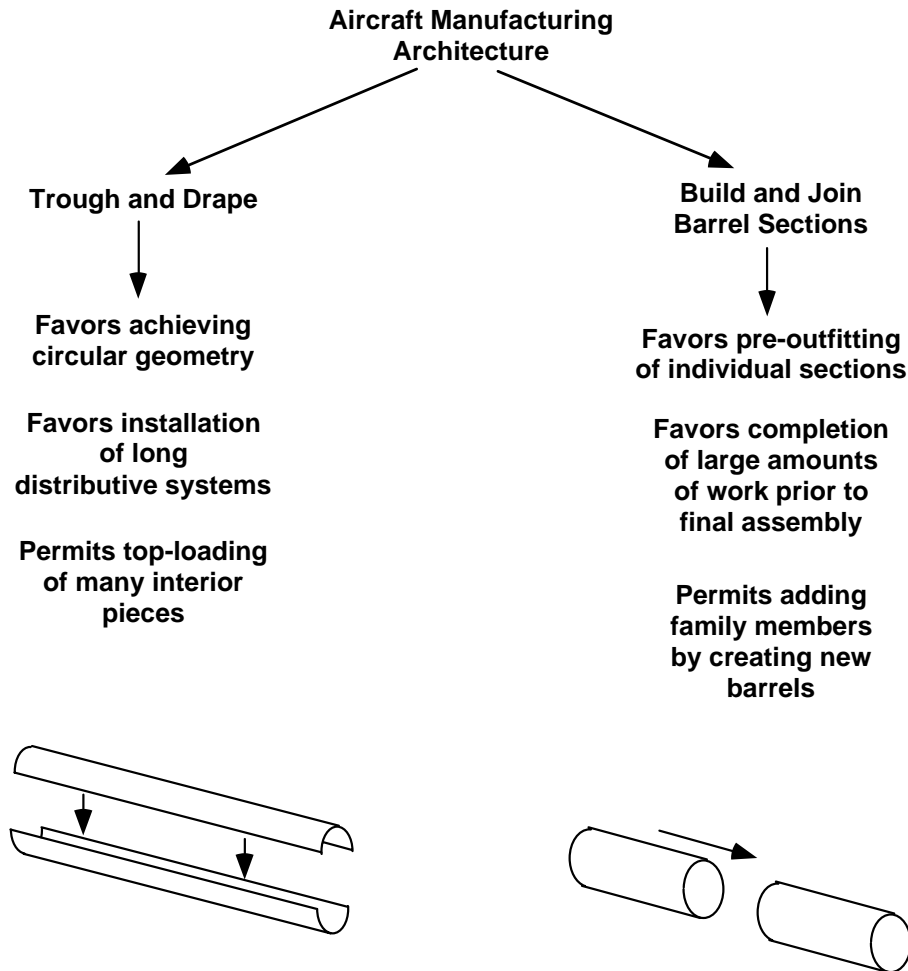 Aircraft Manufacturing
Architecture
Trough and Drape
Favors achieving
circular geometry
Favors installation
of long
distributive systems
Permits top-loading
of many interior
pieces
Build and Join
Barrel Sections
Favors pre-outfitting
of individual sections
Favors completion
of large amounts
of work prior to
final assembly
Permits adding
family members
by creating new
barrels